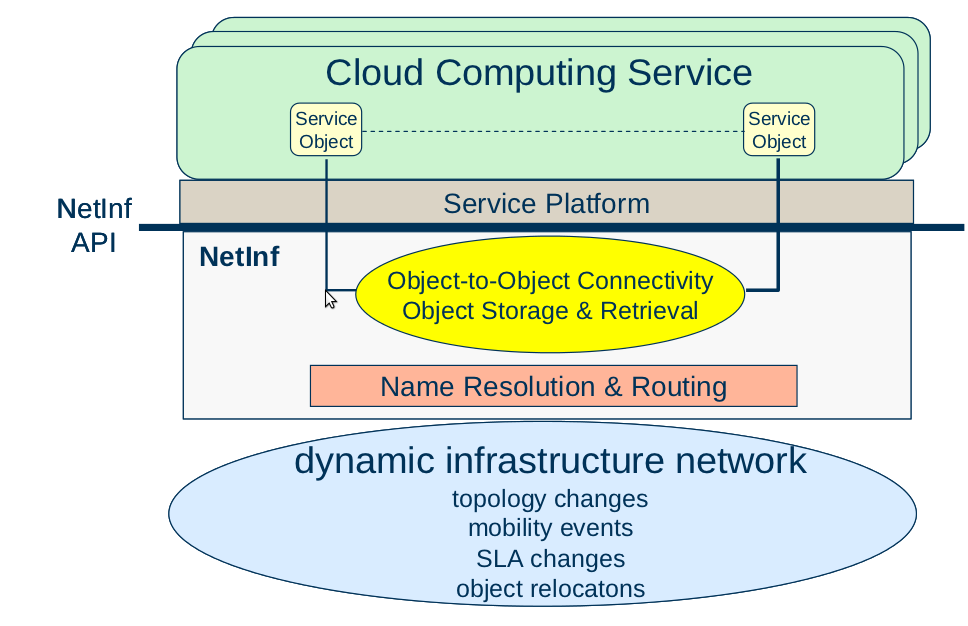 Cloud Computing Service
Service
Object
Service
Object
Service Platform
NetInf
API
NetInf
Object-to-Object Connectivity
Object Storage & Retrieval
Name Resolution & Routing
dynamic infrastructure network
topology changes
mobility events
SLA changes
object relocatons